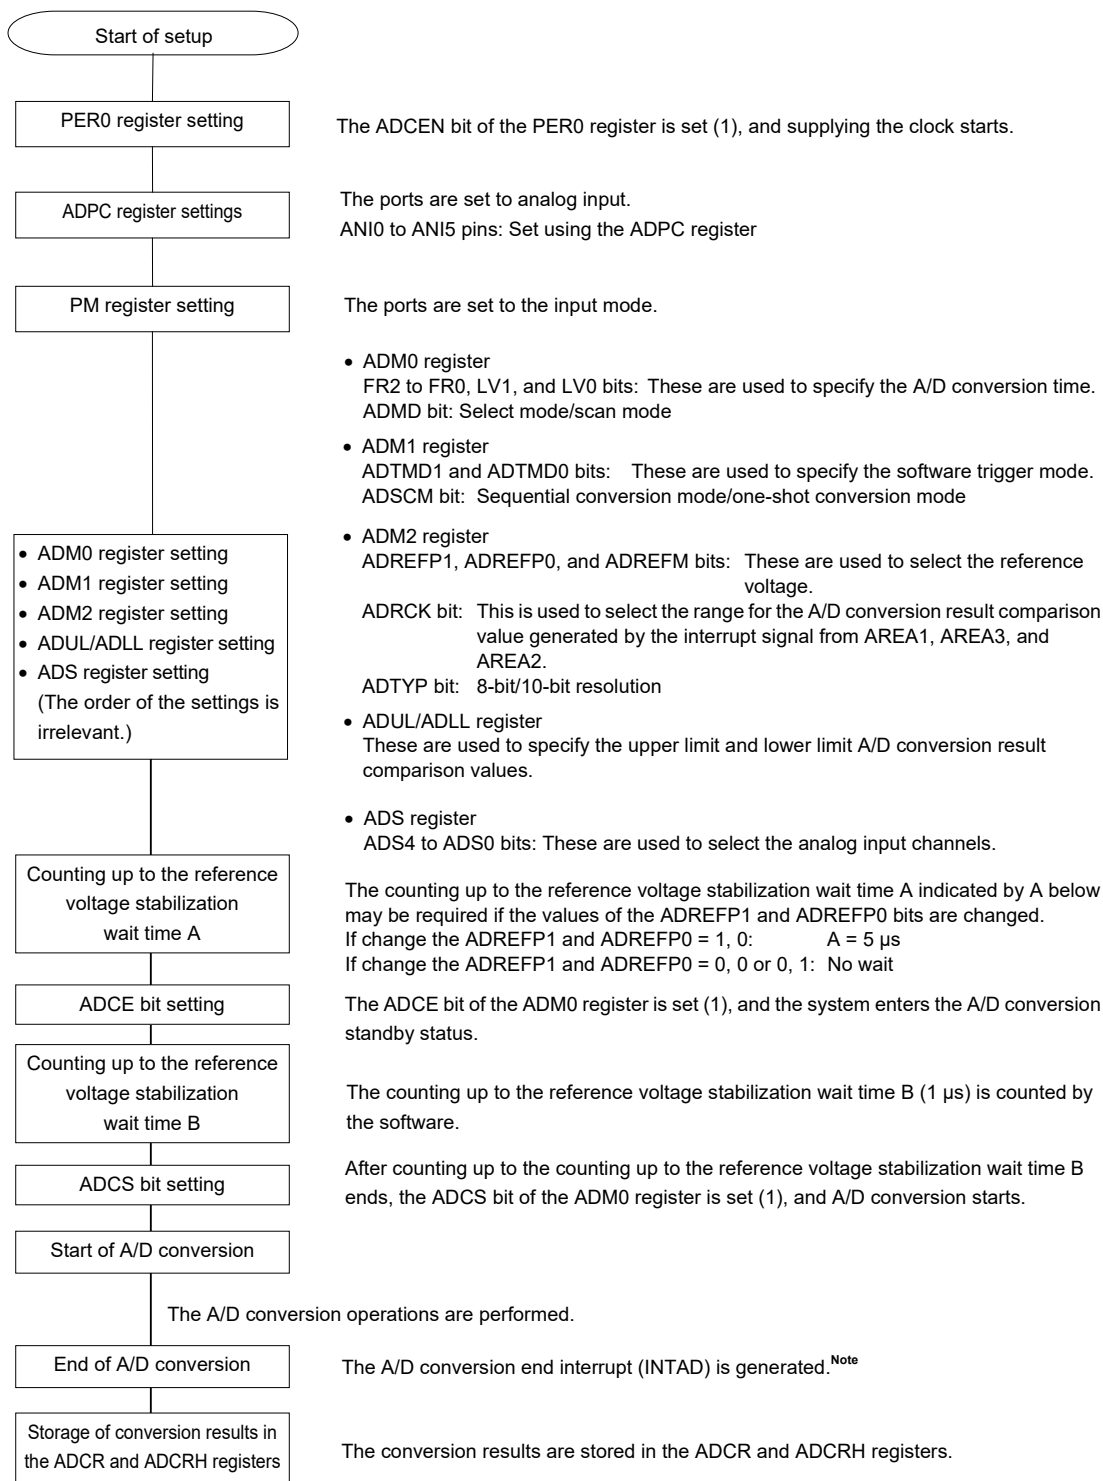 Start of setup
PER0 register setting
The ADCEN bit of the PER0 register is set (1), and supplying the clock starts.
ADPC register settings
The ports are set to analog input.
ANI0 to ANI5 pins: Set using the ADPC register
PM register setting
The ports are set to the input mode.
• ADM0 register
FR2 to FR0, LV1, and LV0 bits: These are used to specify the A/D conversion time.
ADMD bit: Select mode/scan mode
• ADM1 register
ADTMD1 and ADTMD0 bits: These are used to specify the software trigger mode.
ADSCM bit: Sequential conversion mode/one-shot conversion mode
• ADM2 register
ADREFP1, ADREFP0, and ADREFM bits: These are used to select the reference
voltage.
ADRCK bit: This is used to select the range for the A/D conversion result comparison
value generated by the interrupt signal from AREA1, AREA3, and
AREA2.
ADTYP bit: 8-bit/10-bit resolution
• ADUL/ADLL register
These are used to specify the upper limit and lower limit A/D conversion result
comparison values.
• ADS register
ADS4 to ADS0 bits: These are used to select the analog input channels.
• ADM0 register setting
• ADM1 register setting
• ADM2 register setting
• ADUL/ADLL register setting
• ADS register setting
(The order of the settings is
irrelevant.)
Counting up to the reference
voltage stabilization
wait time A
The counting up to the reference voltage stabilization wait time A indicated by A below
may be required if the values of the ADREFP1 and ADREFP0 bits are changed.
If change the ADREFP1 and ADREFP0 = 1, 0: A = 5 µs
If change the ADREFP1 and ADREFP0 = 0, 0 or 0, 1: No wait
ADCE bit setting
The ADCE bit of the ADM0 register is set (1), and the system enters the A/D conversion
standby status.
Counting up to the reference
voltage stabilization
wait time B
The counting up to the reference voltage stabilization wait time B (1 µs) is counted by
the software.
ADCS bit setting
After counting up to the counting up to the reference voltage stabilization wait time B
ends, the ADCS bit of the ADM0 register is set (1), and A/D conversion starts.
Start of A/D conversion
The A/D conversion operations are performed.
End of A/D conversion
The A/D conversion end interrupt (INTAD) is generated.Note
Storage of conversion results in
the ADCR and ADCRH registers
The conversion results are stored in the ADCR and ADCRH registers.